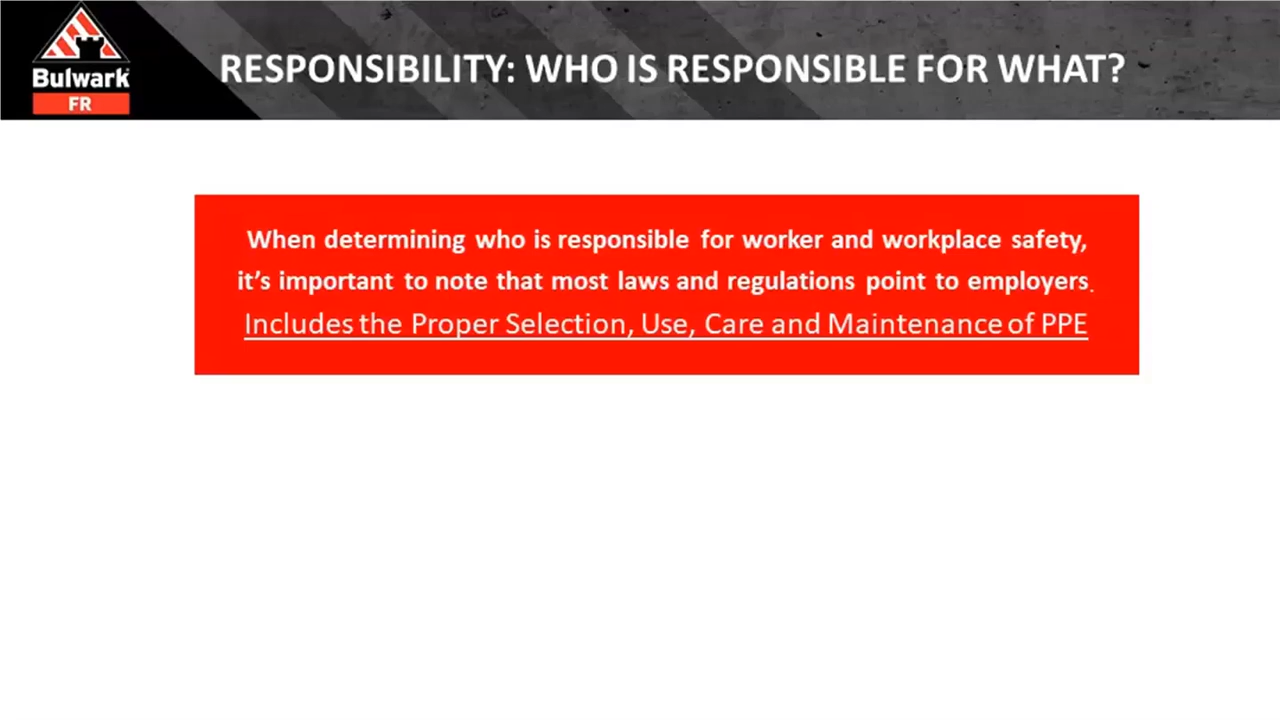 Bulwark
FR
RESPONSIBILITY: WHO IS RESPONSIBLE FOR WHAT?
When determining who is responsible for worker and workplace safety,
it's important to note that most laws and regulations point to employers.
Includes the Proper Selection, Use, Care and Maintenance of PPE